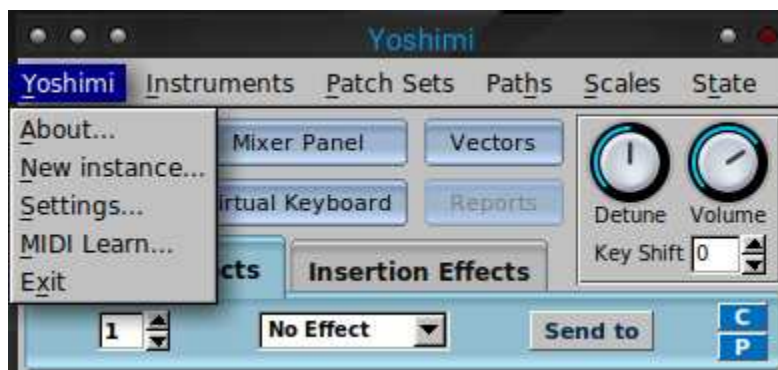 Yoshimi
Yoshimi Instruments Patch Sets Paths Scales State
About...
New instance...
Settings...
MIDI Learn...
Exit
Mixer Panel Vectors
irtual Keyboard Reports
Detune Volume
Key Shift 0
cts Insertion Effects
1 No Effect Send to C
P